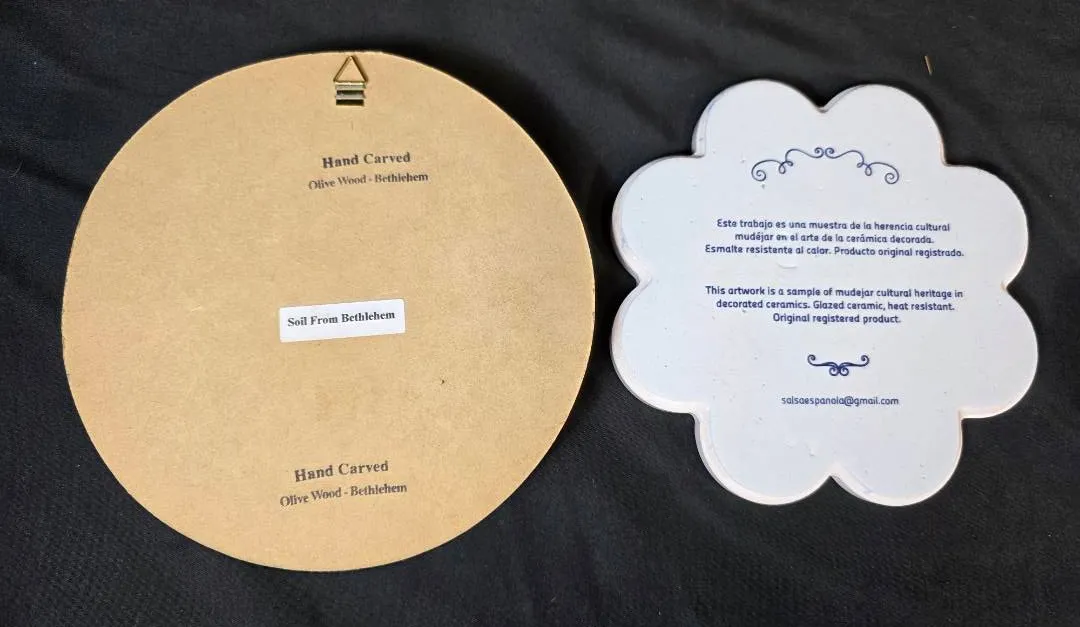 Hand Carved
Olive Wood - Bethlehem
Soil From Bethlehem
Hand Carved
Olive Wood - Bethlehem
Este trabajo es una muestra de la herencia cultural
mudéjar en el arte de la cerámica decorada.
Esmalte resistente al calor. Producto original registrado.
This artwork is a sample of mudejar cultural heritage in
decorated ceramics. Glazed ceramic, heat resistant.
Original registered product.
salsaespanola@gmail.com